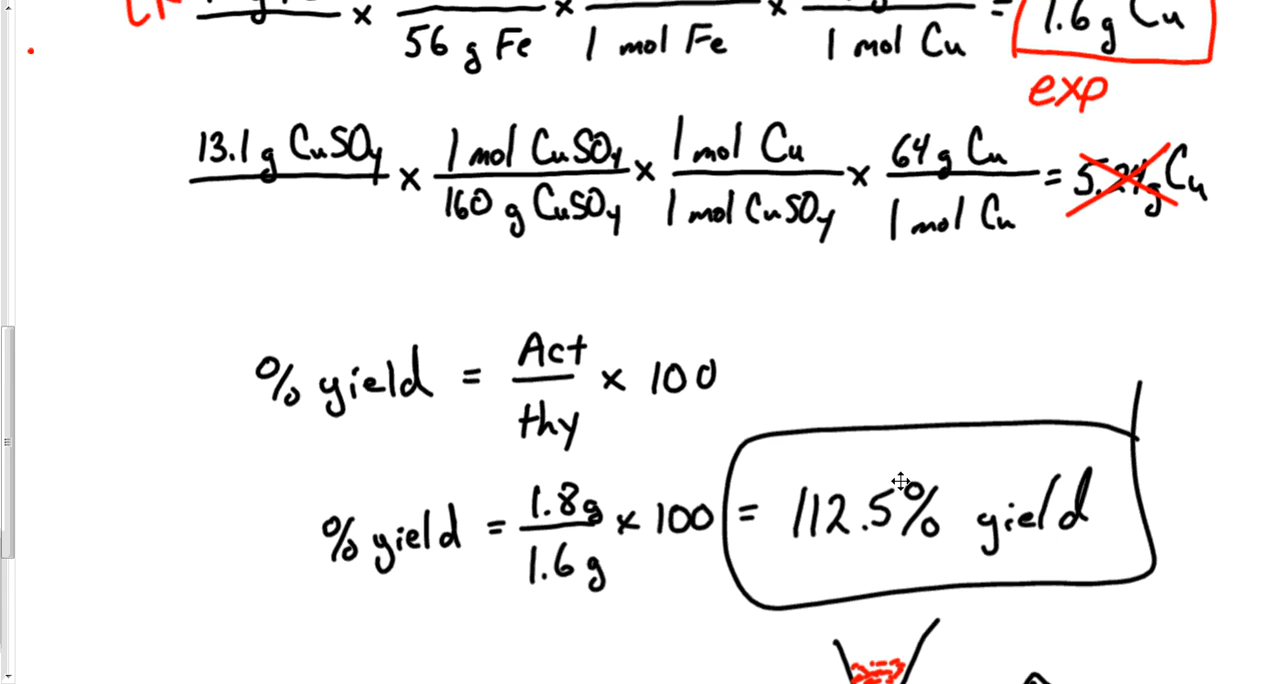 x x x = 1.6 g Cu
56 g Fe 1 mol Fe 1 mol Cu
exp
13.1 g CuSO4 x 1 mol CuSO4 x 1 mol Cu x 64 g Cu = g Cu
160 g CuSO4 1 mol CuSO4 1 mol Cu
% yield = Act x 100
thy
% yield = 1.8g x 100 = 112.5% yield
1.6 g